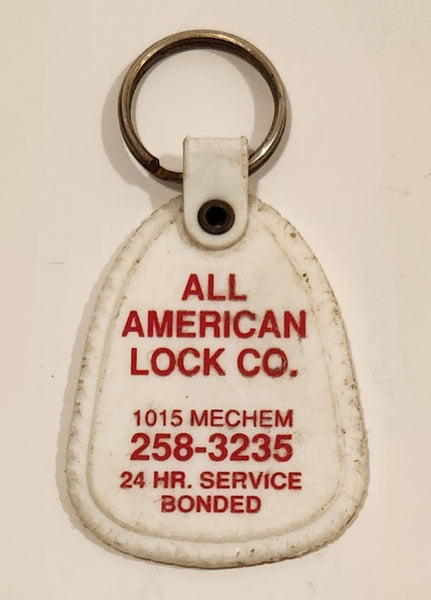 ALL
AMERICAN
LOCK CO.
1015 MECHEM
258-3235
24 HR. SERVICE
BONDED